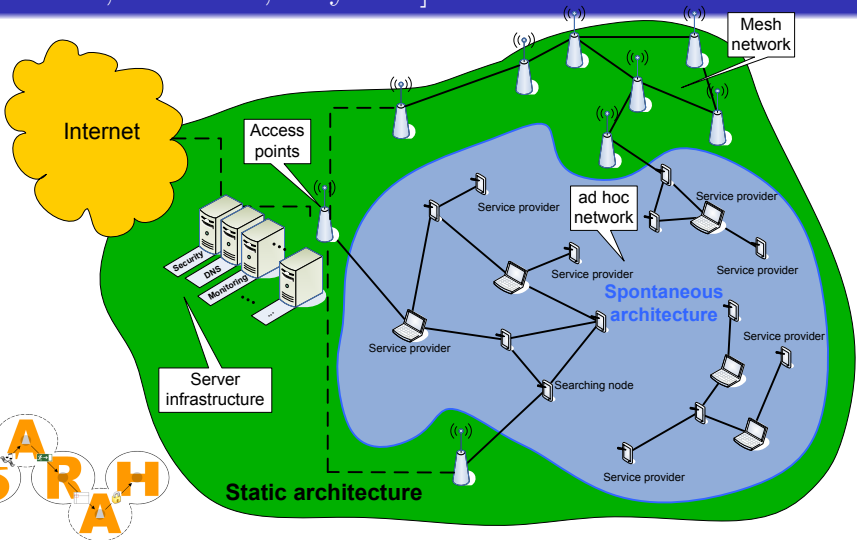 Mesh
network
Internet
Access
points
Service provider
ad hoc
network
Service provider
Service provider
Service provider
Security
DNS
Monitoring
...
...
...
Spontaneous
architecture
Service provider
Service provider
Server
infrastructure
Searching node
Service provider
Static architecture
S
A
R
A
H